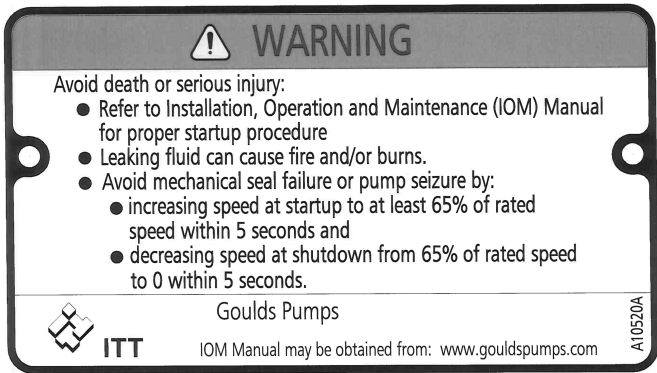 WARNING
Avoid death or serious injury:
● Refer to Installation, Operation and Maintenance (IOM) Manual
for proper startup procedure
● Leaking fluid can cause fire and/or burns.
● Avoid mechanical seal failure or pump seizure by:
● increasing speed at startup to at least 65% of rated
speed within 5 seconds and
● decreasing speed at shutdown from 65% of rated speed
to 0 within 5 seconds.
Goulds Pumps
ITT
IOM Manual may be obtained from: www.gouldspumps.com
A10520A